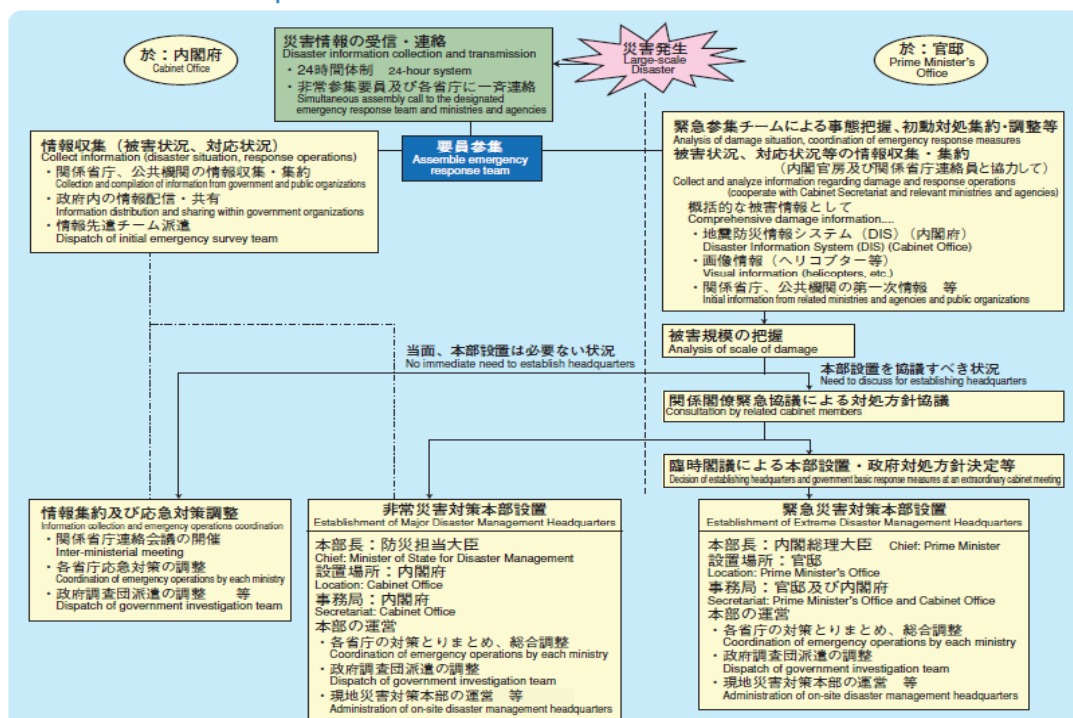 於：内閣府
Cabinet Office
災害情報の受信・連絡
Disaster information collection and transmission
・24時間体制 24-hour system
・非常参集要員及び各省庁に一斉連絡
Simultaneous assembly call to the designated
emergency response team and ministries and agencies
災害発生
Large-scale
Disaster
於：官邸
Prime Minister's
Office
情報収集（被害状況、対応状況）
Collect information (disaster situation, response operations)
・関係省庁、公共機関の情報収集・集約
Collection and compilation of information from government and public organizations
・政府内の情報配信・共有
Information distribution and sharing within government organizations
・情報先遣チーム派遣
Dispatch of initial emergency survey team
要員参集
Assemble emergency
response team
緊急参集チームによる事態把握、初動対処集約・調整等
Analysis of damage situation, coordination of emergency response measures
被害状況、対応状況等の情報収集・集約
（内閣官房及び関係省庁連絡員と協力して）
Collect and analyze information regarding damage and response operations
(cooperate with Cabinet Secretariat and relevant ministries and agencies)
概括的な被害情報として
Comprehensive damage information....
・地震防災情報システム（DIS）（内閣府）
Disaster Information System (DIS) (Cabinet Office)
・画像情報（ヘリコプター等）
Visual information (helicopters, etc.)
・関係省庁、公共機関の第一次情報 等
Initial information from related ministries and agencies and public organizations
被害規模の把握
Analysis of scale of damage
当面、本部設置は必要ない状況
No immediate need to establish headquarters
本部設置を協議すべき状況
Need to discuss for establishing headquarters
関係閣僚緊急協議による対処方針協議
Consultation by related cabinet members
臨時閣議による本部設置・政府対処方針決定等
Decision of establishing headquarters and government basic response measures at an extraordinary cabinet meeting
情報集約及び応急対策調整
Information collection and emergency operations coordination
・関係省庁連絡会議の開催
Inter-ministerial meeting
・各省庁応急対策の調整
Coordination of emergency operations by each ministry
・政府調査団派遣の調整 等
Dispatch of government investigation team
非常災害対策本部設置
Establishment of Major Disaster Management Headquarters
本部長：防災担当大臣
Chief: Minister of State for Disaster Management
設置場所：内閣府
Location: Cabinet Office
事務局：内閣府
Secretariat: Cabinet Office
本部の運営
・各省庁の対策とりまとめ、総合調整
Coordination of emergency operations by each ministry
・政府調査団派遣の調整
Dispatch of government investigation team
・現地災害対策本部の運営 等
Administration of on-site disaster management headquarters
緊急災害対策本部設置
Establishment of Extreme Disaster Management Headquarters
本部長：内閣総理大臣 Chief: Prime Minister
設置場所：官邸
Location: Prime Minister's Office
事務局：官邸及び内閣府
Secretariat: Prime Minister's Office and Cabinet Office
本部の運営
・各省庁の対策とりまとめ、総合調整
Coordination of emergency operations by each ministry
・政府調査団派遣の調整
Dispatch of government investigation team
・現地災害対策本部の運営 等
Administration of on-site disaster management headquarters